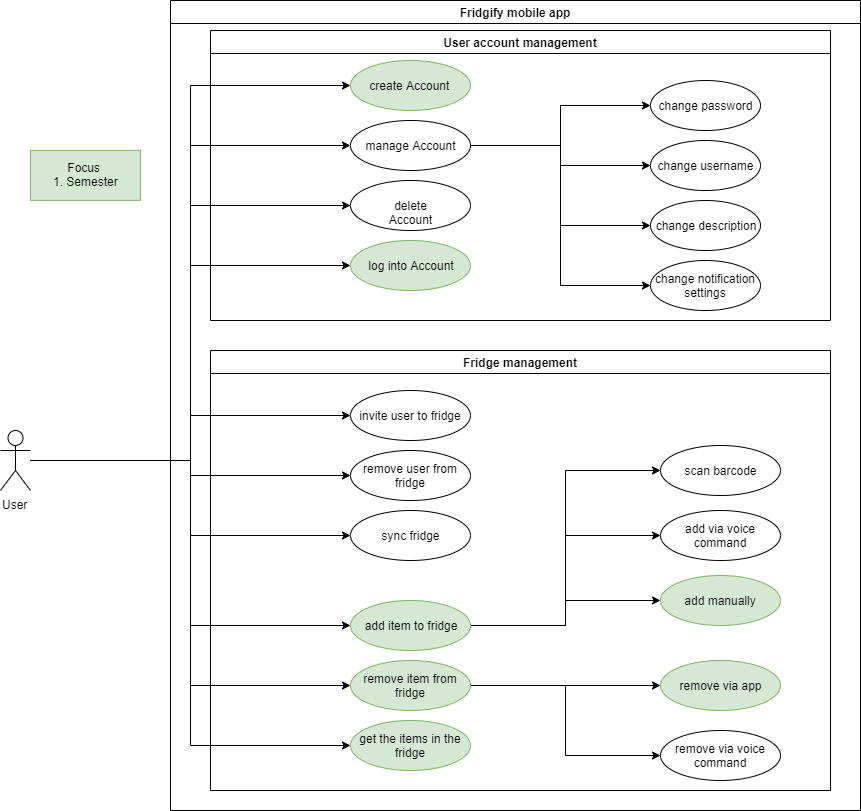 Fridgify mobile app
User account management
create Account
manage Account
delete
Account
log into Account
change password
change username
change description
change notification
settings
Focus
1. Semester
Fridge management
invite user to fridge
remove user from
fridge
sync fridge
add item to fridge
remove item from
fridge
get the items in the
fridge
scan barcode
add via voice
command
add manually
remove via app
remove via voice
command
User